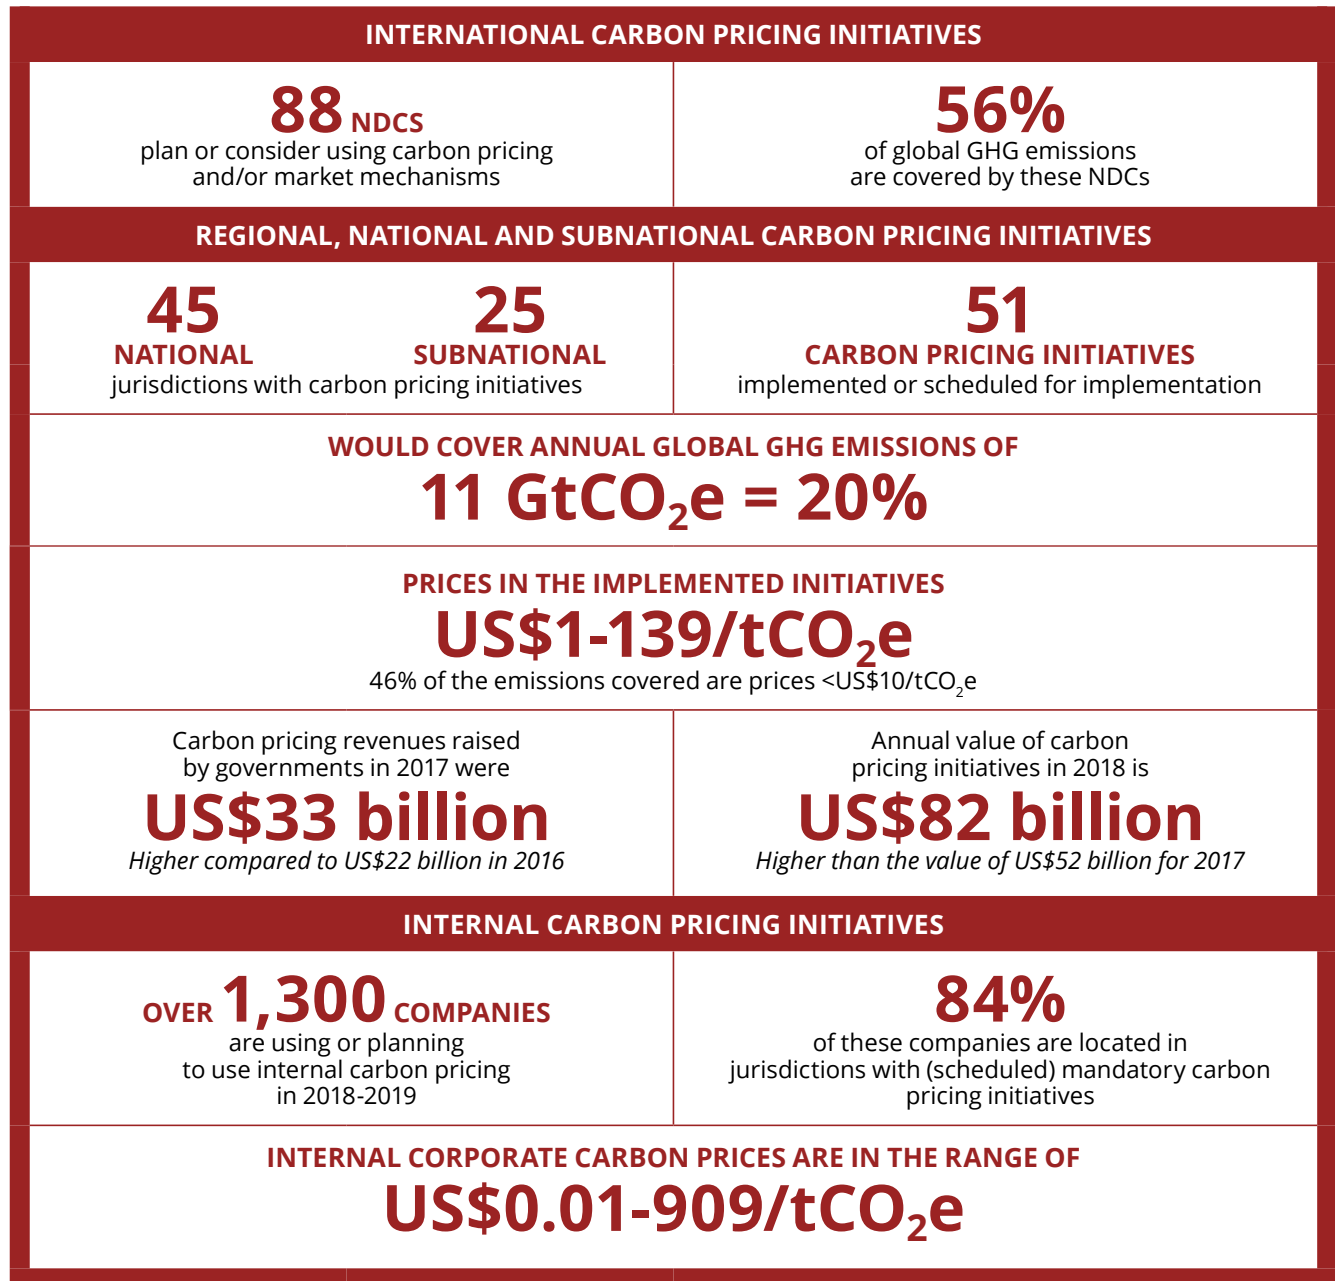 INTERNATIONAL CARBON PRICING INITIATIVES
88 NDCS
plan or consider using carbon pricing
and/or market mechanisms
56%
of global GHG emissions
are covered by these NDCs
REGIONAL, NATIONAL AND SUBNATIONAL CARBON PRICING INITIATIVES
45
NATIONAL
25
SUBNATIONAL
jurisdictions with carbon pricing initiatives
51
CARBON PRICING INITIATIVES
implemented or scheduled for implementation
WOULD COVER ANNUAL GLOBAL GHG EMISSIONS OF
11 GtCO₂e = 20%
PRICES IN THE IMPLEMENTED INITIATIVES
US$1-139/tCO₂e
46% of the emissions covered are prices <US$10/tCO₂e
Carbon pricing revenues raised
by governments in 2017 were
US$33 billion
Higher compared to US$22 billion in 2016
Annual value of carbon
pricing initiatives in 2018 is
US$82 billion
Higher than the value of US$52 billion for 2017
INTERNAL CARBON PRICING INITIATIVES
OVER 1,300 COMPANIES
are using or planning
to use internal carbon pricing
in 2018-2019
84%
of these companies are located in
jurisdictions with (scheduled) mandatory carbon
pricing initiatives
INTERNAL CORPORATE CARBON PRICES ARE IN THE RANGE OF
US$0.01-909/tCO₂e